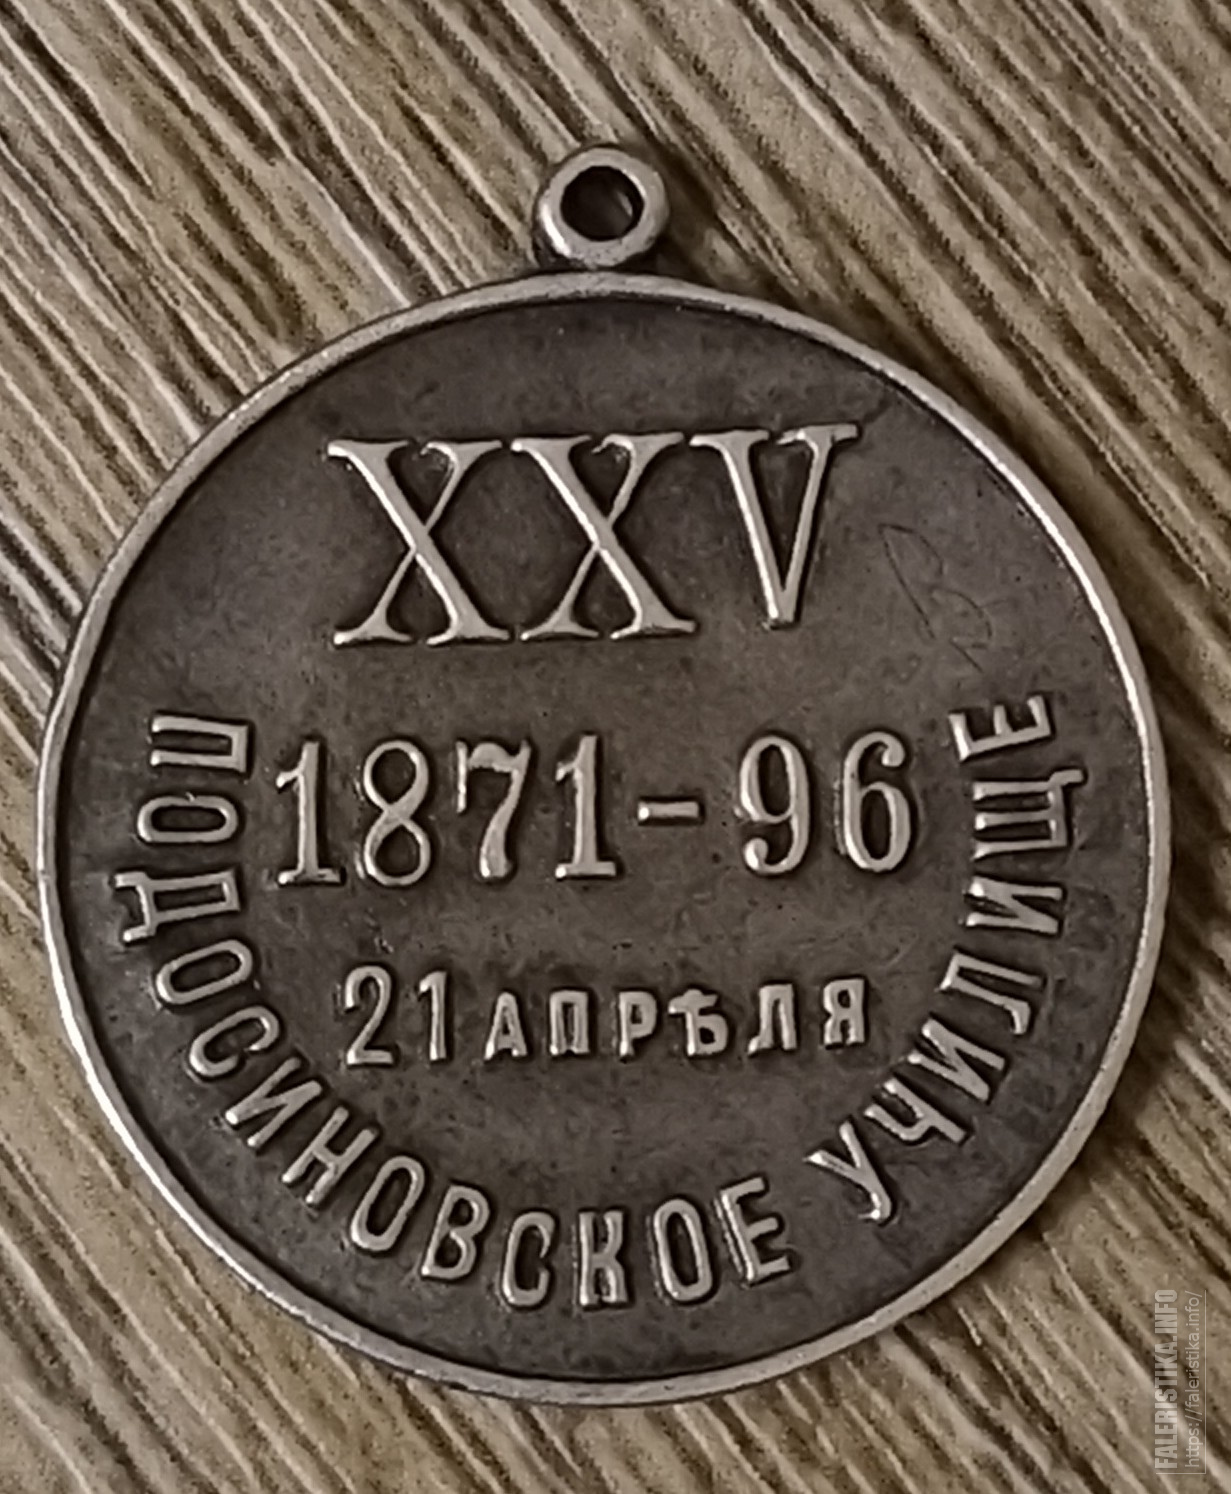 XXV
1871-96
21 АПРѢЛЯ
ПОДОСИНОВСКОЕ УЧИЛИЩЕ
FALERISTIKA.INFO
https://faleristika.info/